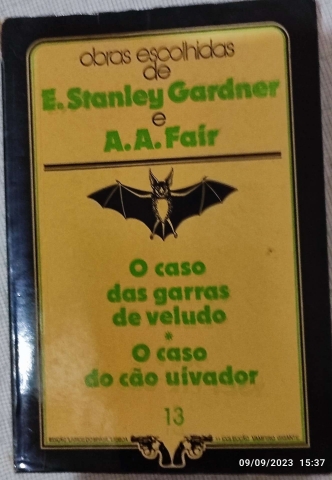 obras escolhidas
de
E. Stanley Gardner
e
A. A. Fair
O caso
das garras
de veludo
*
O caso
do cão uivador
13
09/09/2023 15:37